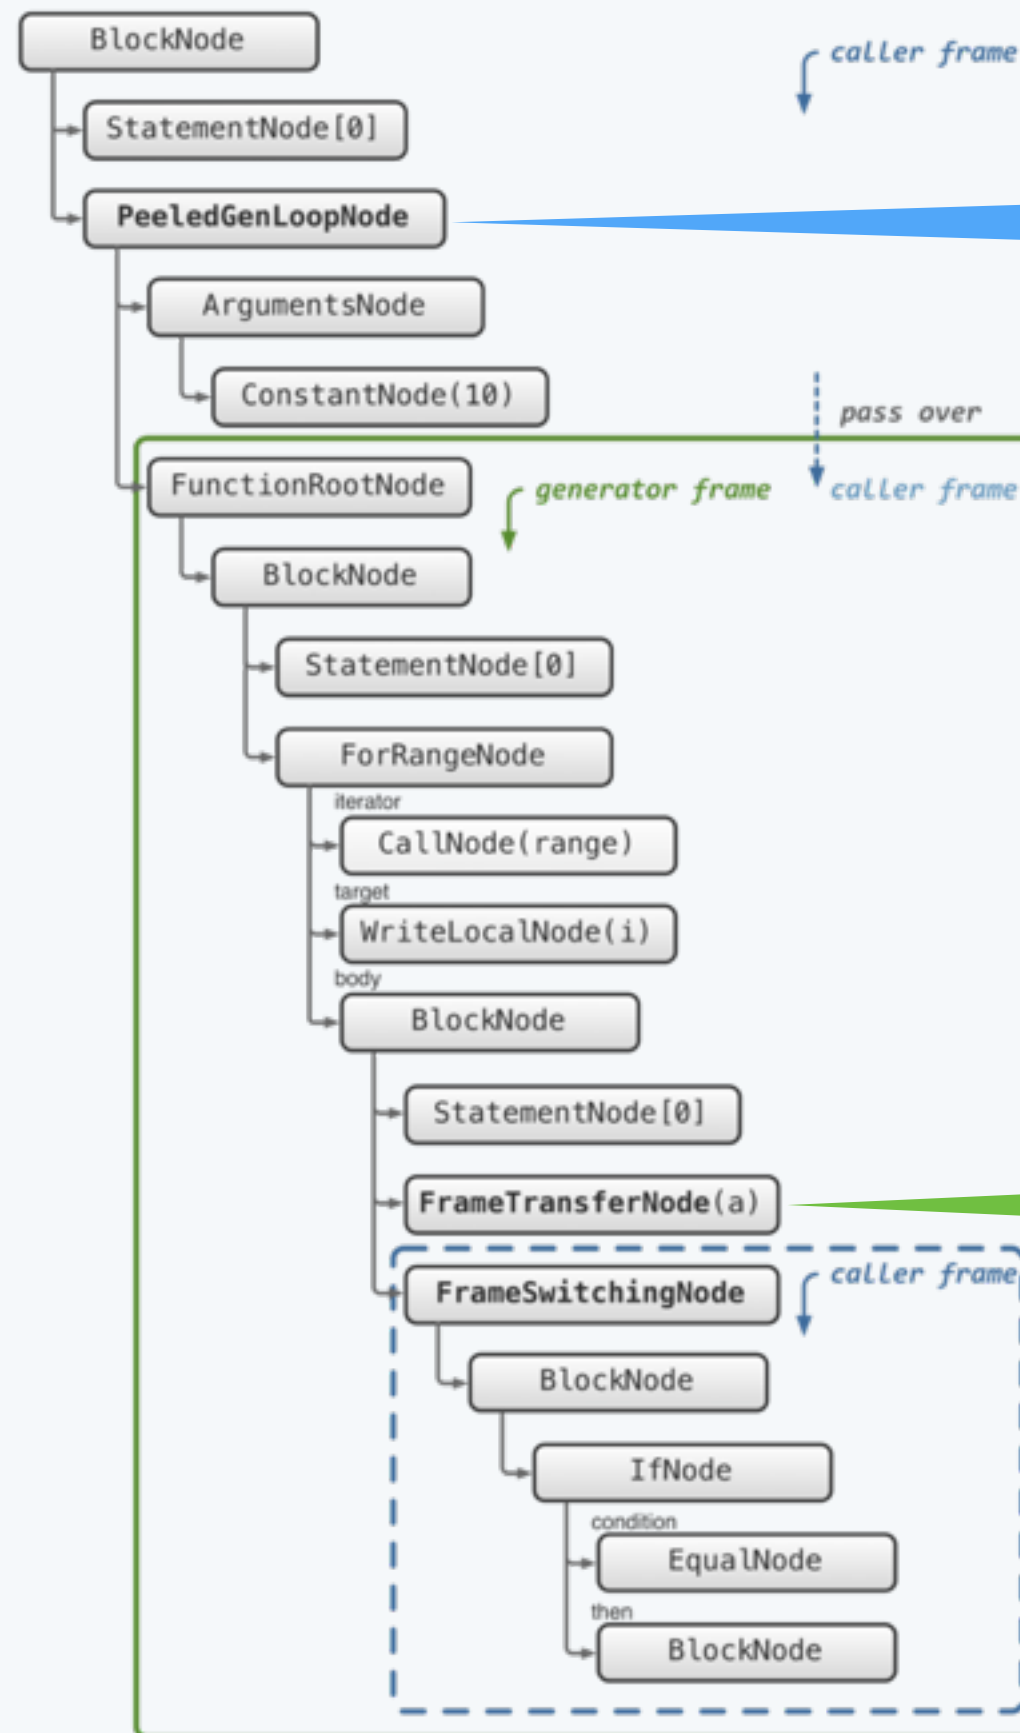 BlockNode
caller frame
StatementNode[0]
PeeledGenLoopNode
ArgumentsNode
ConstantNode(10)
pass over
FunctionRootNode
generator frame
caller frame
BlockNode
StatementNode[0]
ForRangeNode
iterator
CallNode(range)
target
WriteLocalNode(i)
body
BlockNode
StatementNode[0]
FrameTransferNode(a)
FrameSwitchingNode
caller frame
BlockNode
IfNode
condition
EqualNode
then
BlockNode